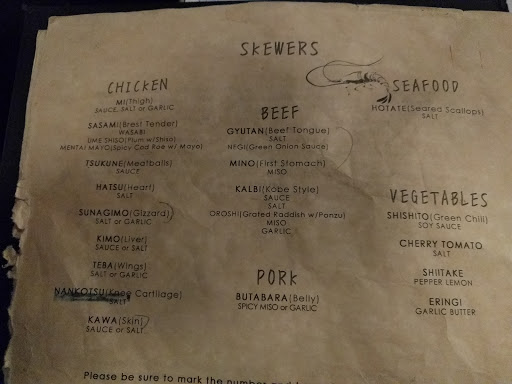 SKEWERS
CHICKEN
MI(Thigh)
SAUCE, SALT or GARLIC
SASAMI(Brest Tender)
WASABI
UME SHISO(Plum w/Shiso)
MENTAI MAYO(Spicy Cod Roe w/ Mayo)
TSUKUNE(Meatballs)
SAUCE
HATSU(Heart)
SALT
SUNAGIMO(Gizzard)
SALT or GARLIC
KIMO(Liver)
SAUCE or SALT
TEBA(Wings)
SALT or GARLIC
NANKOTSU(Knee Cartilage)
SALT
KAWA(Skin)
SAUCE or SALT
BEEF
GYUTAN(Beef Tongue)
SALT
NEGI(Green Onion Sauce)
MINO(First Stomach)
MISO
KALBI(Kobe Style)
SAUCE
SALT
OROSHI(Grated Raddish w/Ponzu)
MISO
GARLIC
PORK
BUTABARA(Belly)
SPICY MISO or GARLIC
SEAFOOD
HOTATE(Seared Scallops)
SALT
VEGETABLES
SHISHITO(Green Chili)
SOY SAUCE
CHERRY TOMATO
SALT
SHIITAKE
PEPPER LEMON
ERINGI
GARLIC BUTTER
Please be sure to mark the number and